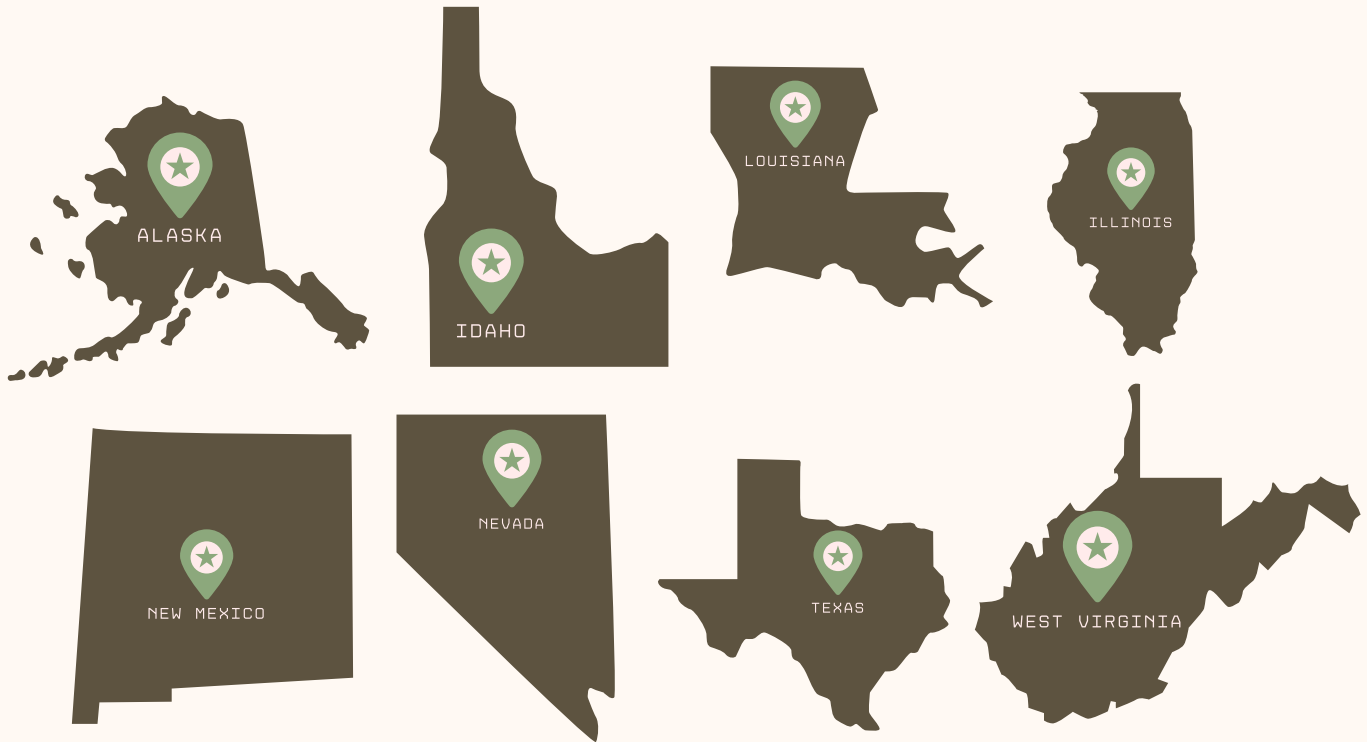 ALASKA
IDAHO
LOUISIANA
ILLINOIS
NEW MEXICO
NEVADA
TEXAS
WEST VIRGINIA